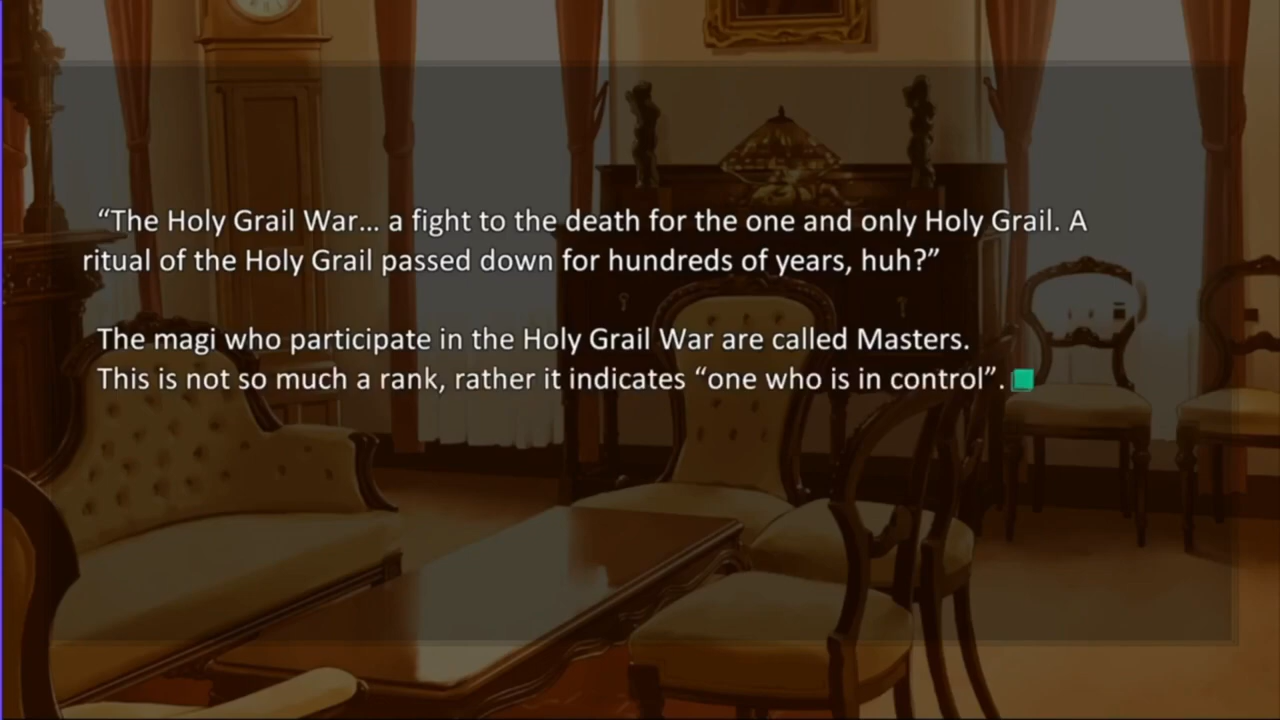 “The Holy Grail War... a fight to the death for the one and only Holy Grail. A
ritual of the Holy Grail passed down for hundreds of years, huh?”
The magi who participate in the Holy Grail War are called Masters.
This is not so much a rank, rather it indicates “one who is in control”.